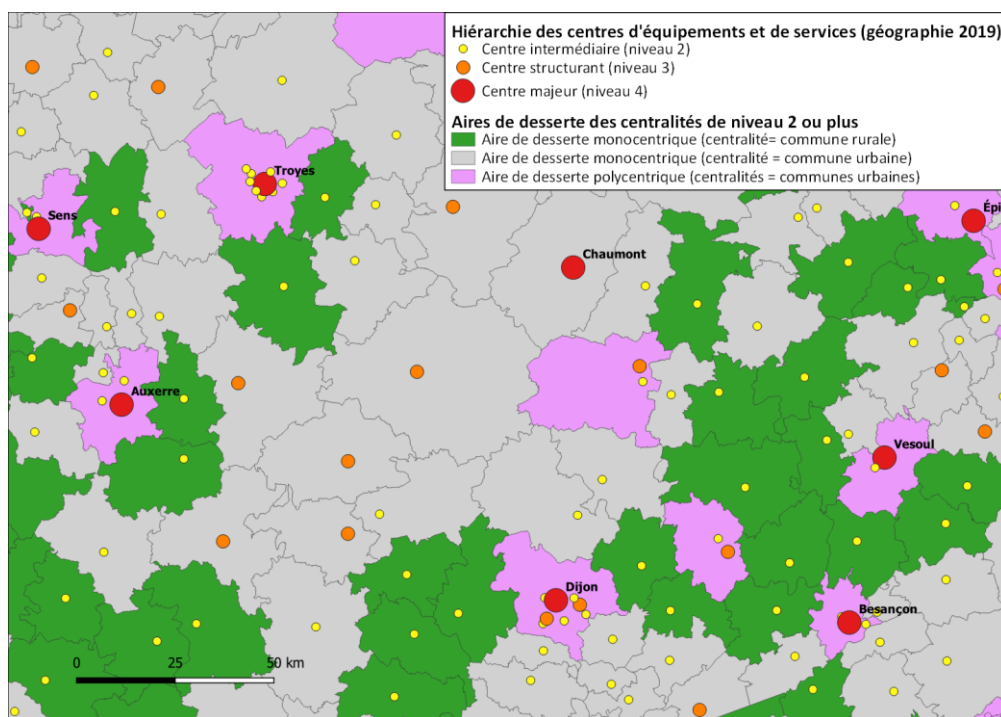 Hiérarchie des centres d'équipements et de services (géographie 2019)
Centre intermédiaire (niveau 2)
Centre structurant (niveau 3)
Centre majeur (niveau 4)
Aires de desserte des centralités de niveau 2 ou plus
Aire de desserte monocentrique (centralité= commune rurale)
Aire de desserte monocentrique (centralité = commune urbaine)
Aire de desserte polycentrique (centralités = communes urbaines)
Troyes
Sens
Épi
Chaumont
Auxerre
Vesoul
Dijon
Besançon
0 25 50 km